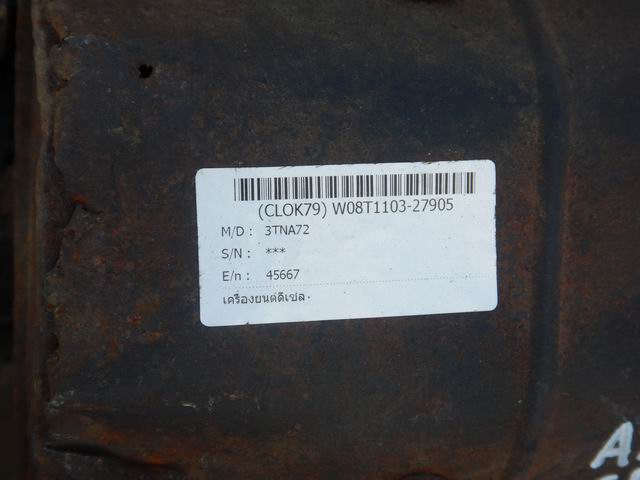 (CLOK79) W08T1103-27905
M/D : 3TNA72
S/N : ***
E/n : 45667
เครื่องยนต์ดีเซล